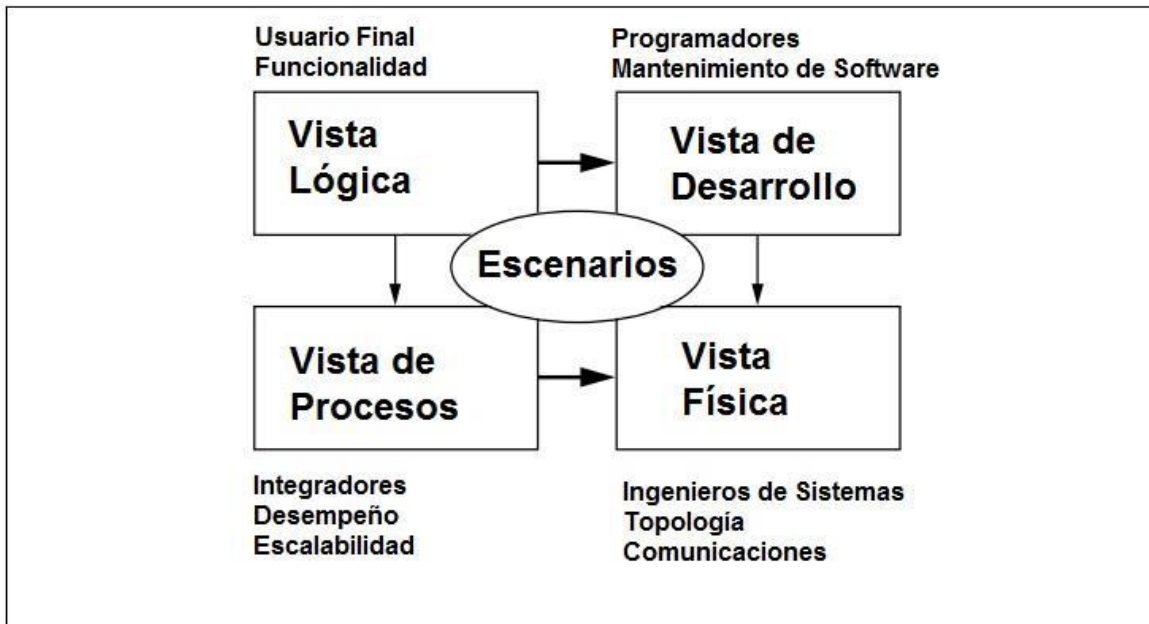 Usuario Final
Funcionalidad
Programadores
Mantenimiento de Software
Vista
Lógica
Vista de
Desarrollo
Escenarios
Vista de
Procesos
Vista
Física
Integradores
Desempeño
Escalabilidad
Ingenieros de Sistemas
Topología
Comunicaciones